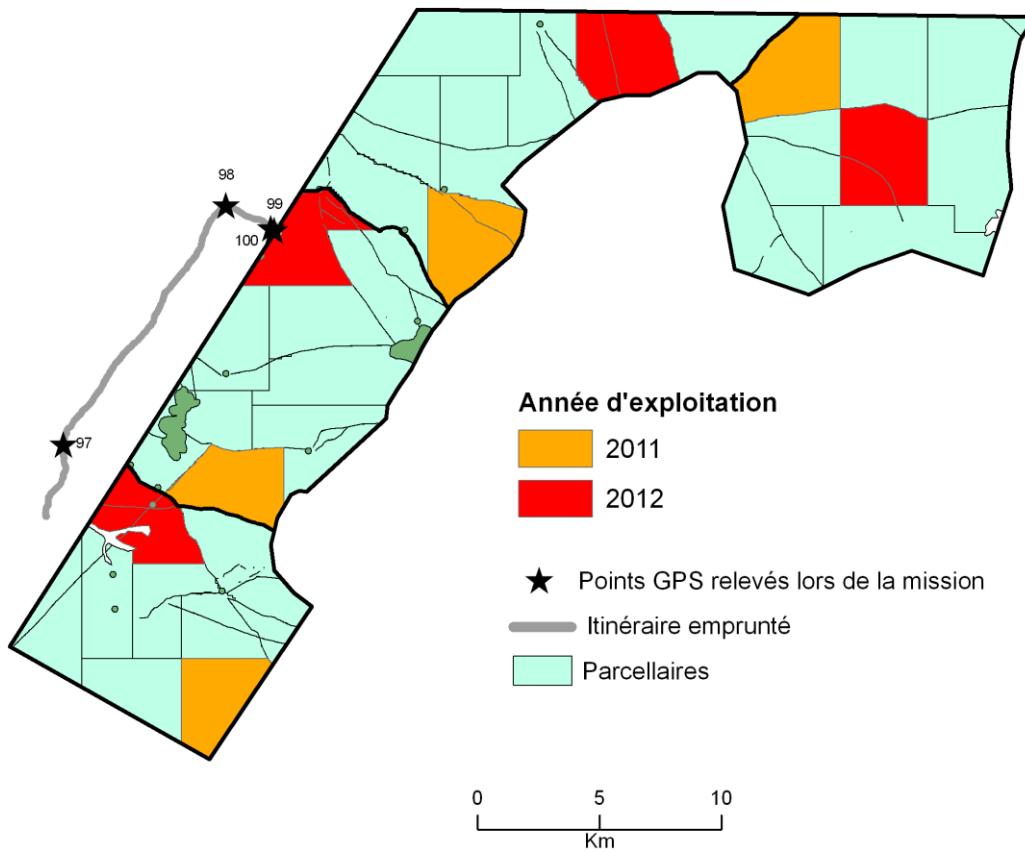 98
99
100
97
Année d'exploitation
2011
2012
Points GPS relevés lors de la mission
Itinéraire emprunté
Parcellaires
0 5 10
Km